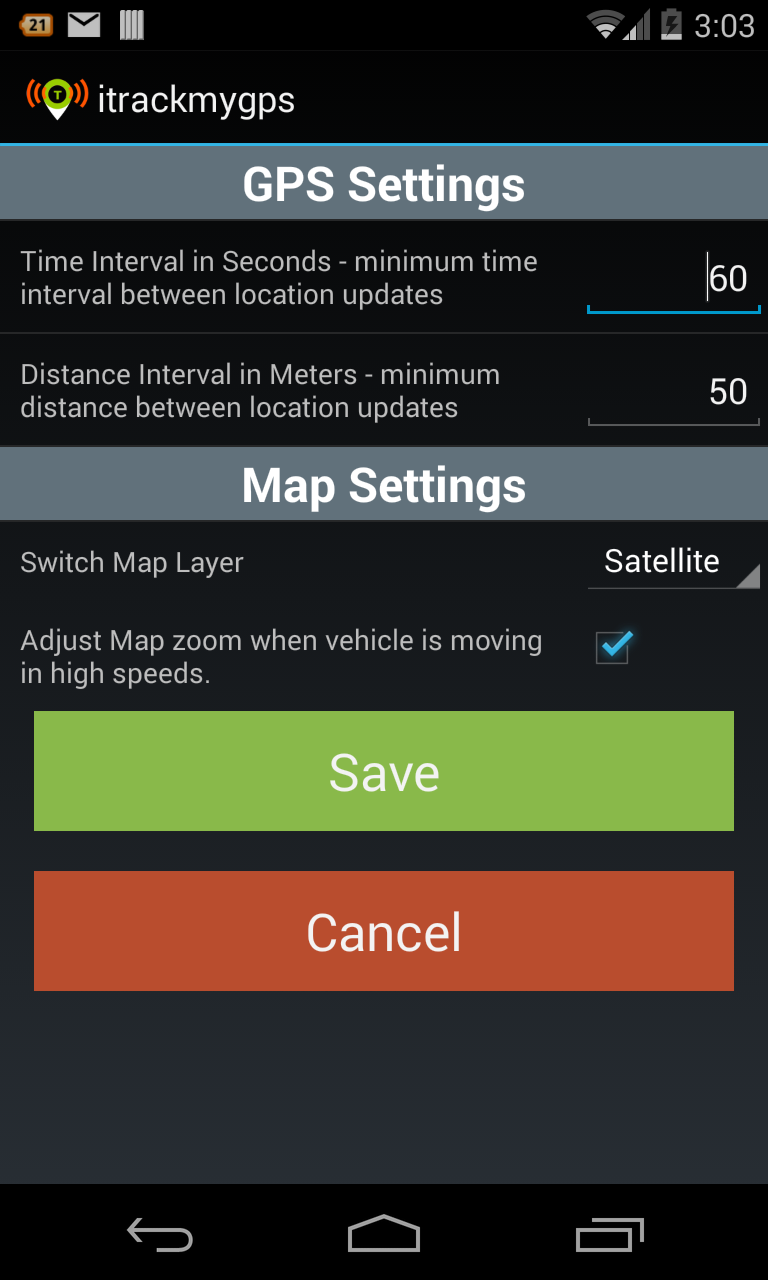 21
3:03
T
itrackmygps
GPS Settings
Time Interval in Seconds - minimum time
interval between location updates
60
Distance Interval in Meters - minimum
distance between location updates
50
Map Settings
Switch Map Layer
Satellite
Adjust Map zoom when vehicle is moving
in high speeds.
Save
Cancel